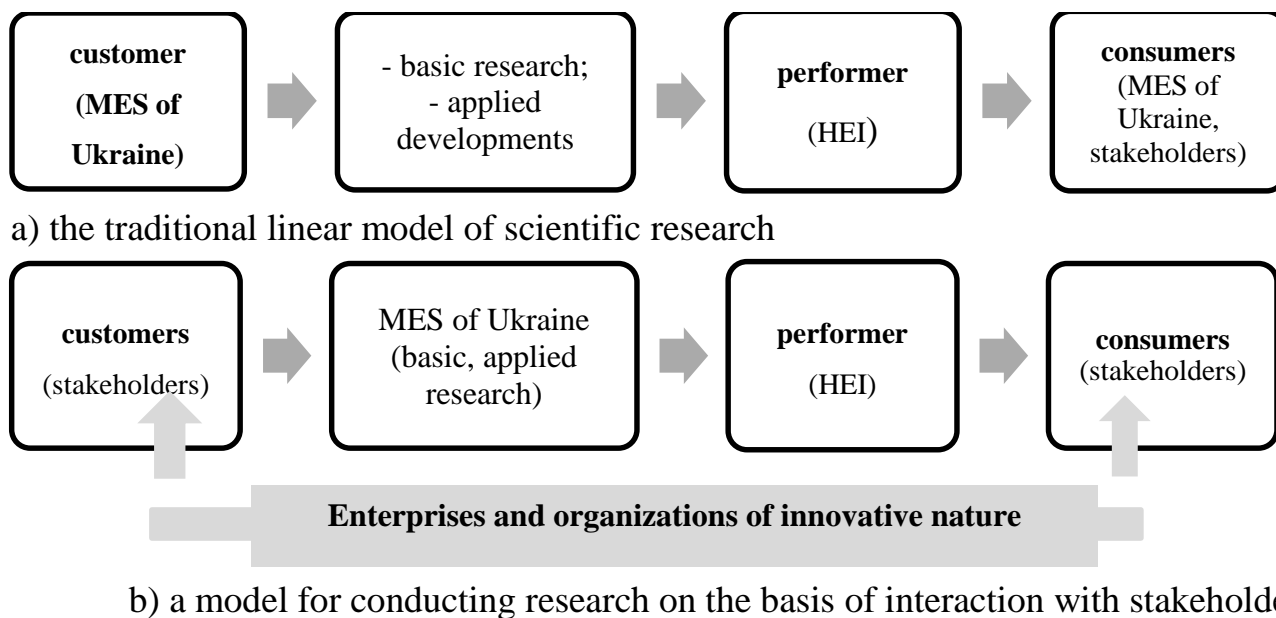 customer
(MES of
Ukraine)
- basic research;
- applied
developments
performer
(HEI)
consumers
(MES of
Ukraine,
stakeholders)
a) the traditional linear model of scientific research
customers
(stakeholders)
MES of Ukraine
(basic, applied
research)
performer
(HEI)
consumers
(stakeholders)
Enterprises and organizations of innovative nature
b) a model for conducting research on the basis of interaction with